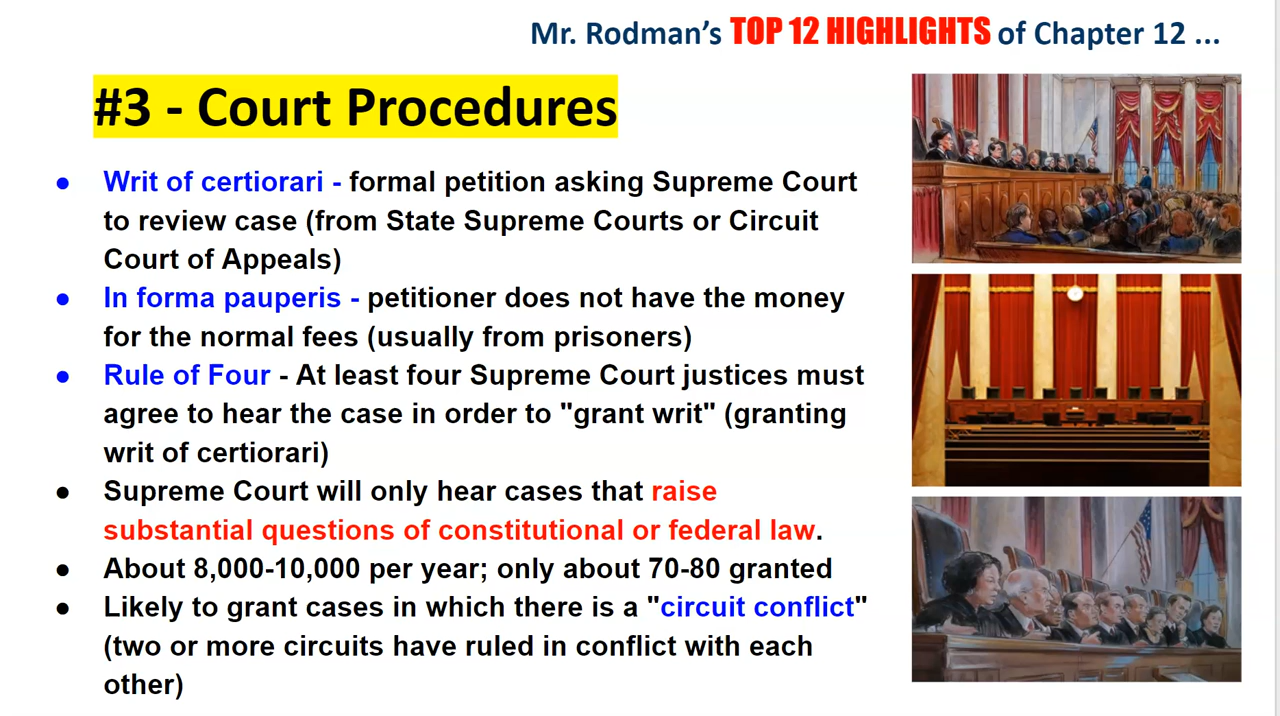 Mr. Rodman's TOP 12 HIGHLIGHTS of Chapter 12 ...
#3 - Court Procedures
● Writ of certiorari - formal petition asking Supreme Court
to review case (from State Supreme Courts or Circuit
Court of Appeals)
● In forma pauperis - petitioner does not have the money
for the normal fees (usually from prisoners)
● Rule of Four - At least four Supreme Court justices must
agree to hear the case in order to "grant writ" (granting
writ of certiorari)
● Supreme Court will only hear cases that raise
substantial questions of constitutional or federal law.
● About 8,000-10,000 per year; only about 70-80 granted
● Likely to grant cases in which there is a "circuit conflict"
(two or more circuits have ruled in conflict with each
other)